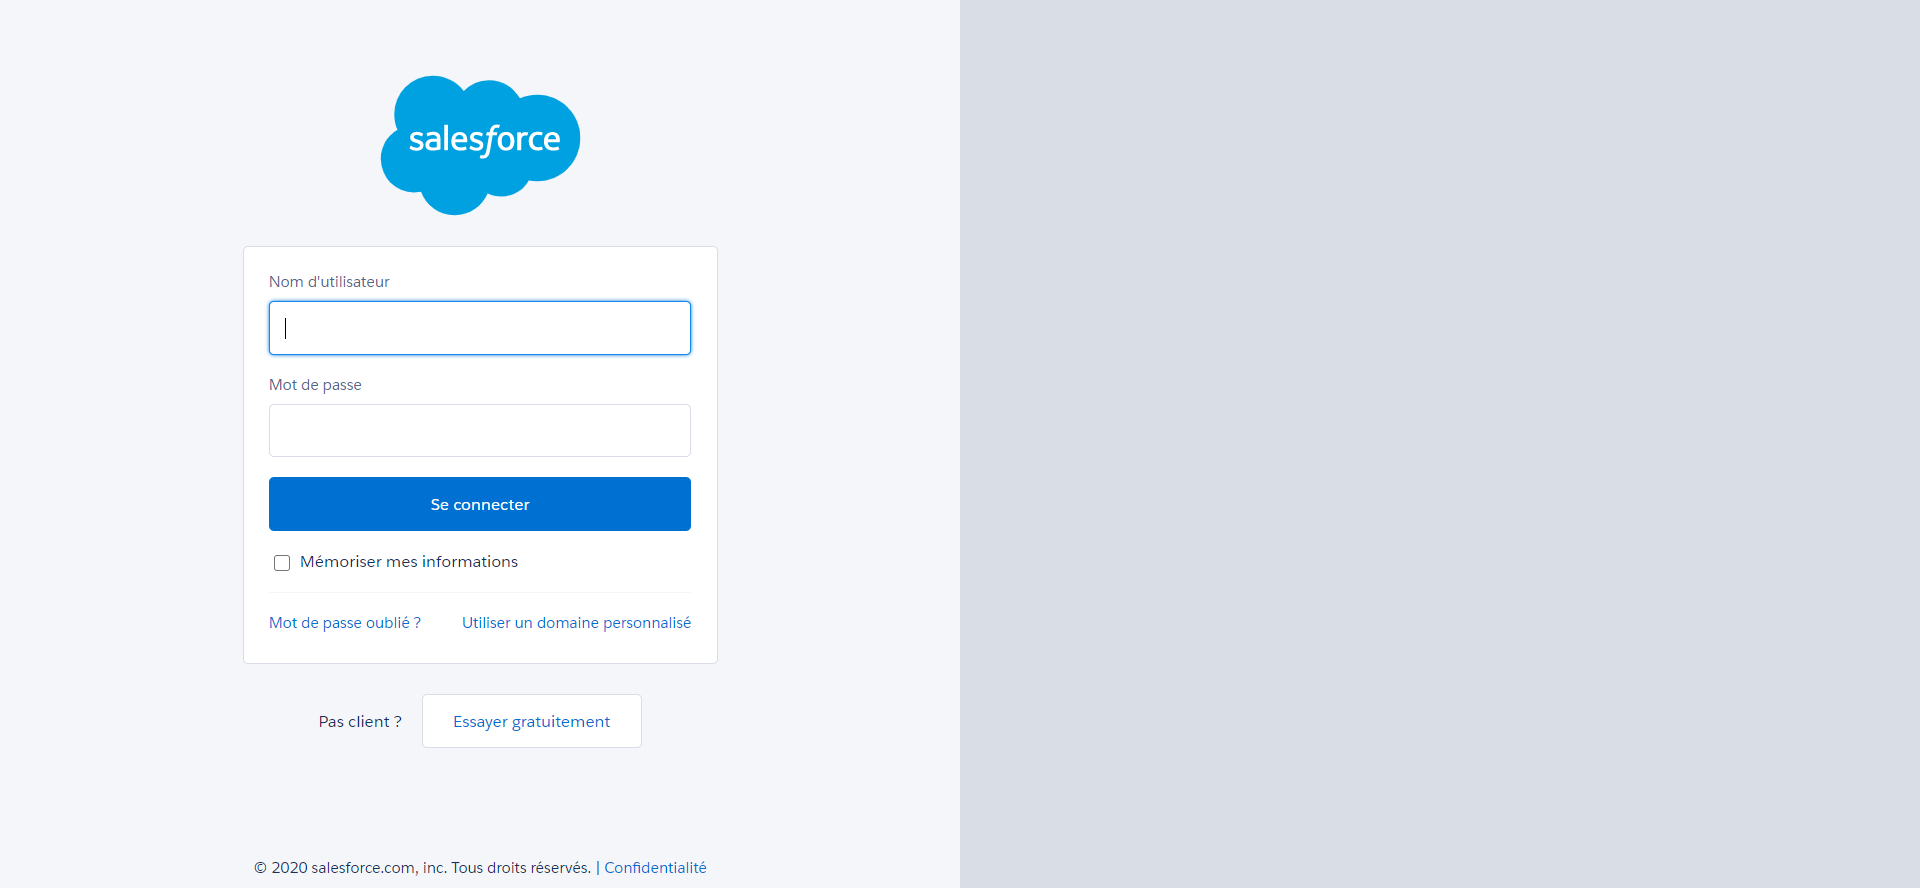 salesforce
Nom d'utilisateur
Mot de passe
Se connecter
Mémoriser mes informations
Mot de passe oublié ? Utiliser un domaine personnalisé
Pas client ? Essayer gratuitement
© 2020 salesforce.com, inc. Tous droits réservés. | Confidentialité